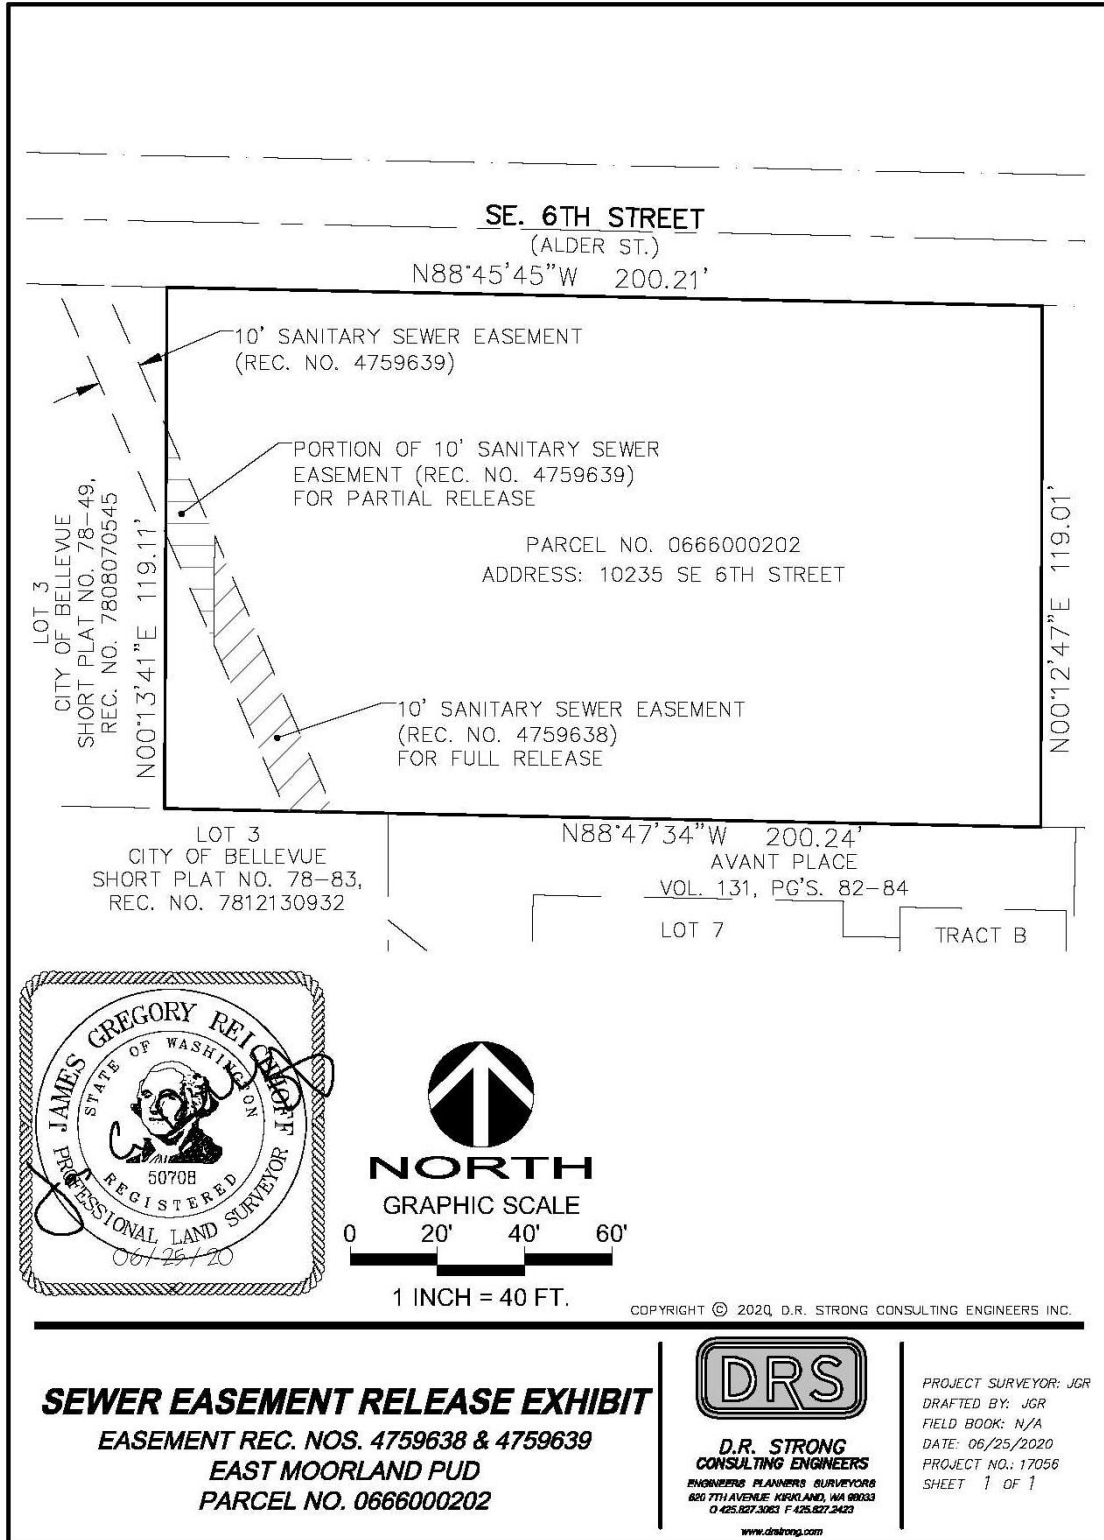 SE. 6TH STREET
(ALDER ST.)
N88°45'45"W 200.21'
10' SANITARY SEWER EASEMENT
(REC. NO. 4759639)
PORTION OF 10' SANITARY SEWER
EASEMENT (REC. NO. 4759639)
FOR PARTIAL RELEASE
PARCEL NO. 0666000202
ADDRESS: 10235 SE 6TH STREET
LOT 3
CITY OF BELLEVUE
SHORT PLAT NO. 78-49,
REC. NO. 7808070545
N00°13'41"E 119.11'
N00°12'47"E 119.01'
10' SANITARY SEWER EASEMENT
(REC. NO. 4759638)
FOR FULL RELEASE
N88°47'34"W 200.24'
LOT 3
CITY OF BELLEVUE
SHORT PLAT NO. 78-83,
REC. NO. 7812130932
AVANT PLACE
VOL. 131, PG'S. 82-84
LOT 7
TRACT B
JAMES GREGORY REICHHOFF
STATE OF WASHINGTON
50708
REGISTERED
PROFESSIONAL LAND SURVEYOR
06/25/20
NORTH
GRAPHIC SCALE
0 20' 40' 60'
1 INCH = 40 FT.
COPYRIGHT © 2020, D.R. STRONG CONSULTING ENGINEERS INC.
SEWER EASEMENT RELEASE EXHIBIT
EASEMENT REC. NOS. 4759638 & 4759639
EAST MOORLAND PUD
PARCEL NO. 0666000202
DRS
D.R. STRONG
CONSULTING ENGINEERS
ENGINEERS PLANNERS SURVEYORS
620 7TH AVENUE KIRKLAND, WA 98033
O 425.827.3063 F 425.827.2423
www.drstrong.com
PROJECT SURVEYOR: JGR
DRAFTED BY: JGR
FIELD BOOK: N/A
DATE: 06/25/2020
PROJECT NO.: 17056
SHEET 1 OF 1